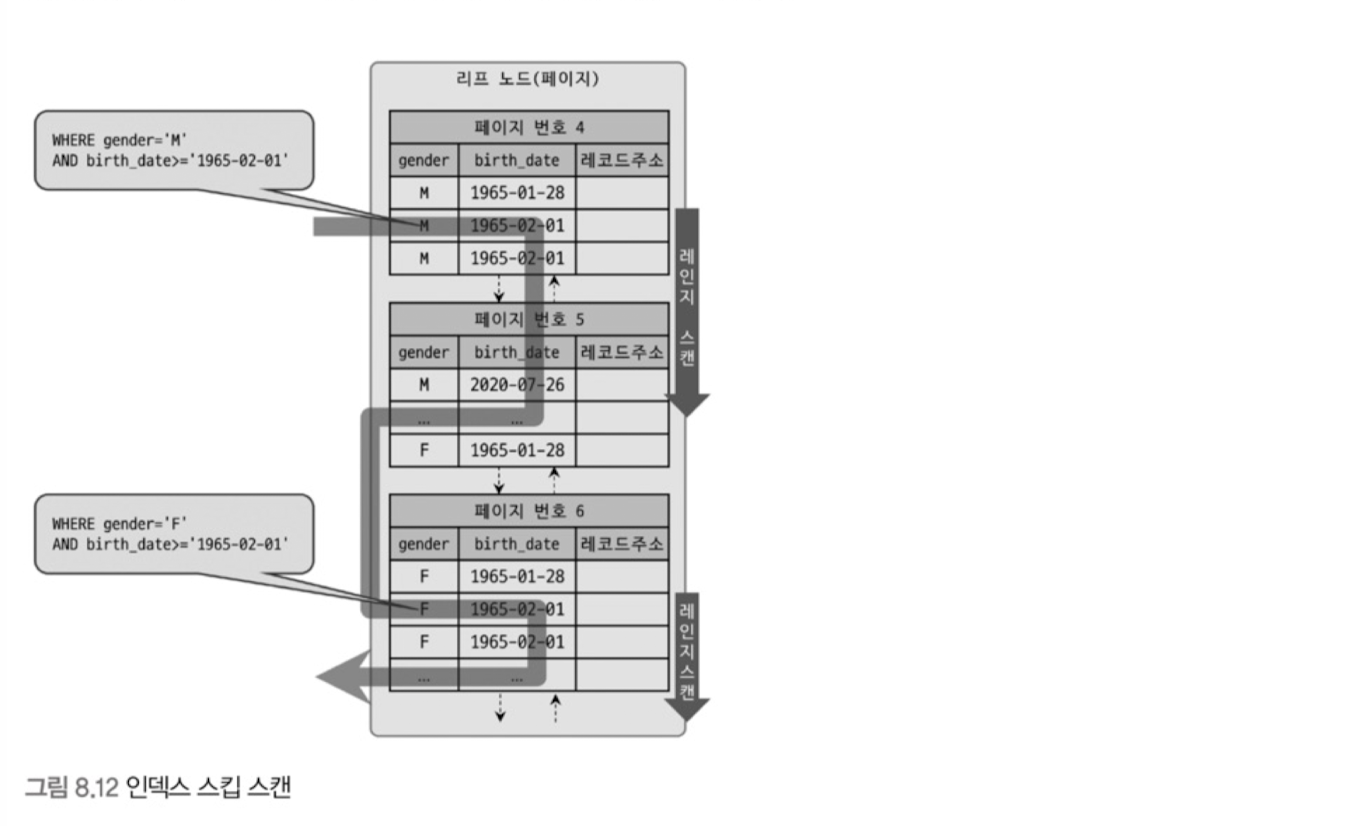 리프 노드(페이지)
WHERE gender='M'
AND birth_date>='1965-02-01'
페이지 번호 4
gender birth_date 레코드주소
M 1965-01-28
M 1965-02-01
M 1965-02-01
레인지 스캔
페이지 번호 5
gender birth_date 레코드주소
M 2020-07-26
... ...
F 1965-01-28
WHERE gender='F'
AND birth_date>='1965-02-01'
페이지 번호 6
gender birth_date 레코드주소
F 1965-01-28
F 1965-02-01
F 1965-02-01
... ...
레인지스캔
그림 8.12 인덱스 스킵 스캔